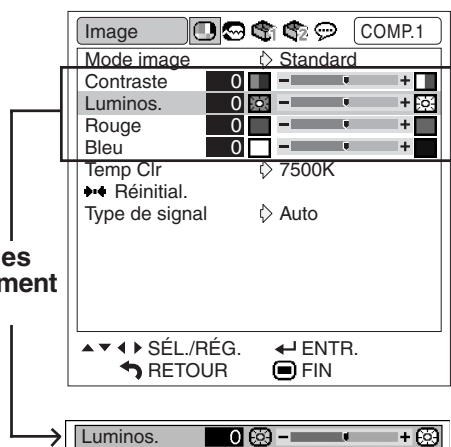 Image COMP.1
Mode image Standard
Contraste 0 - +
Luminos. 0 - +
Rouge 0 - +
Bleu 0 - +
Temp Clr 7500K
Réinitial.
Type de signal Auto
es
ment
SÉL./RÉG. ENTR.
RETOUR FIN
Luminos. 0 - +